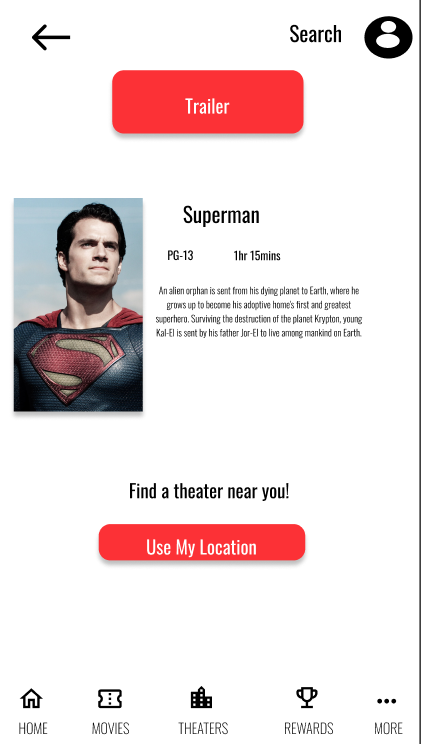 Search
Trailer
Superman
PG-13 1hr 15mins
An alien orphan is sent from his dying planet to Earth, where he
grows up to become his adoptive home's first and greatest
superhero. Surviving the destruction of the planet Krypton, young
Kal-El is sent by his father Jor-El to live among mankind on Earth.
Find a theater near you!
Use My Location
HOME MOVIES THEATERS REWARDS MORE